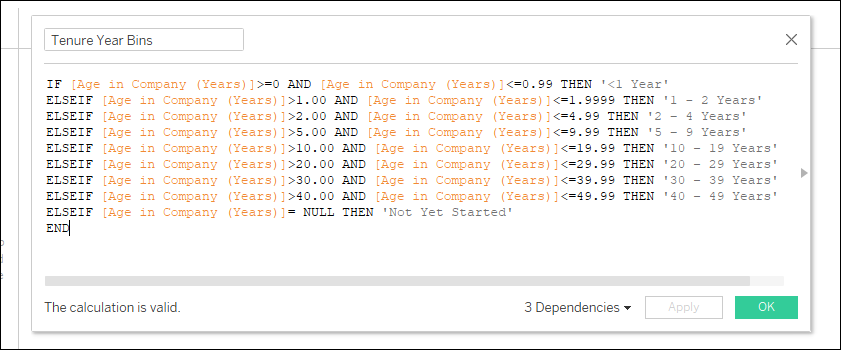 Tenure Year Bins
IF [Age in Company (Years)]>=0 AND [Age in Company (Years)]<=0.99 THEN '<1 Year'
ELSEIF [Age in Company (Years)]>1.00 AND [Age in Company (Years)]<=1.9999 THEN '1 - 2 Years'
ELSEIF [Age in Company (Years)]>2.00 AND [Age in Company (Years)]<=4.99 THEN '2 - 4 Years'
ELSEIF [Age in Company (Years)]>5.00 AND [Age in Company (Years)]<=9.99 THEN '5 - 9 Years'
ELSEIF [Age in Company (Years)]>10.00 AND [Age in Company (Years)]<=19.99 THEN '10 - 19 Years'
ELSEIF [Age in Company (Years)]>20.00 AND [Age in Company (Years)]<=29.99 THEN '20 - 29 Years'
ELSEIF [Age in Company (Years)]>30.00 AND [Age in Company (Years)]<=39.99 THEN '30 - 39 Years'
ELSEIF [Age in Company (Years)]>40.00 AND [Age in Company (Years)]<=49.99 THEN '40 - 49 Years'
ELSEIF [Age in Company (Years)]= NULL THEN 'Not Yet Started'
END
The calculation is valid.
3 Dependencies
Apply
OK